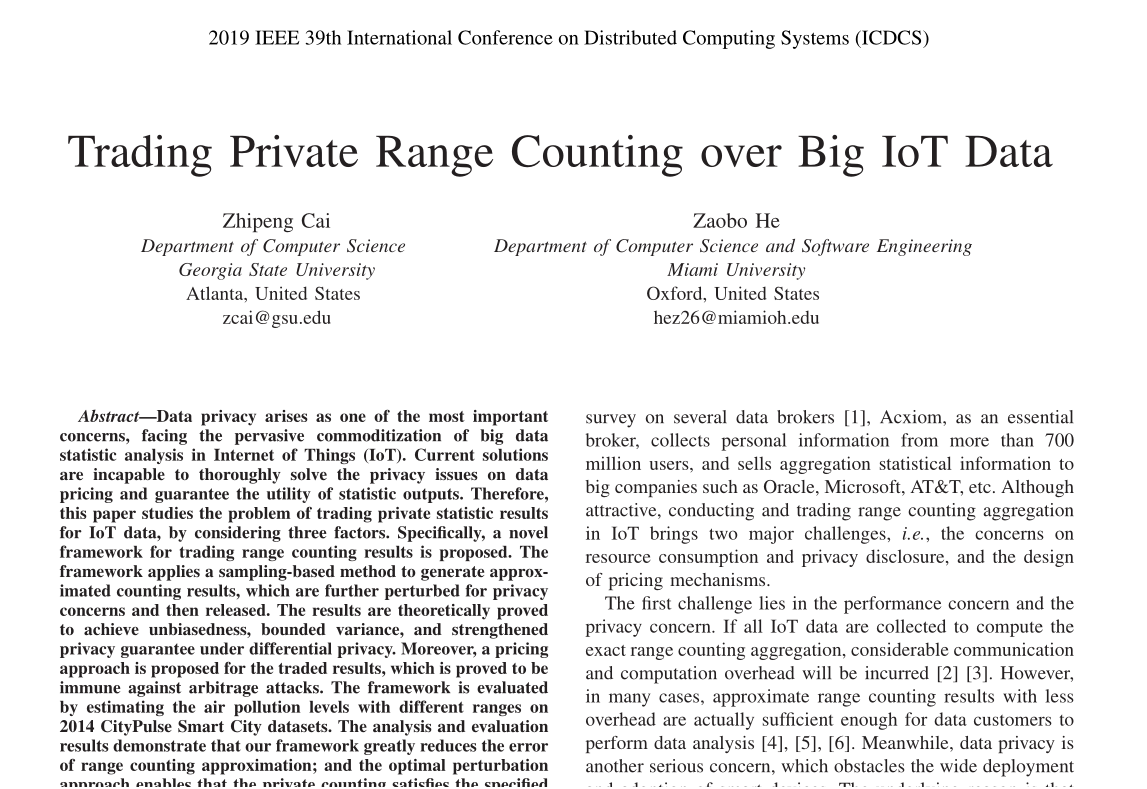 2019 IEEE 39th International Conference on Distributed Computing Systems (ICDCS)
Trading Private Range Counting over Big IoT Data
Zhipeng Cai
Department of Computer Science
Georgia State University
Atlanta, United States
zcai@gsu.edu
Zaobo He
Department of Computer Science and Software Engineering
Miami University
Oxford, United States
hez26@miamioh.edu
Abstract—Data privacy arises as one of the most important
concerns, facing the pervasive commoditization of big data
statistic analysis in Internet of Things (IoT). Current solutions
are incapable to thoroughly solve the privacy issues on data
pricing and guarantee the utility of statistic outputs. Therefore,
this paper studies the problem of trading private statistic results
for IoT data, by considering three factors. Specifically, a novel
framework for trading range counting results is proposed. The
framework applies a sampling-based method to generate approx-
imated counting results, which are further perturbed for privacy
concerns and then released. The results are theoretically proved
to achieve unbiasedness, bounded variance, and strengthened
privacy guarantee under differential privacy. Moreover, a pricing
approach is proposed for the traded results, which is proved to be
immune against arbitrage attacks. The framework is evaluated
by estimating the air pollution levels with different ranges on
2014 CityPulse Smart City datasets. The analysis and evaluation
results demonstrate that our framework greatly reduces the error
of range counting approximation; and the optimal perturbation
approach enables that the private counting satisfies the specified
survey on several data brokers [1], Acxiom, as an essential
broker, collects personal information from more than 700
million users, and sells aggregation statistical information to
big companies such as Oracle, Microsoft, AT&T, etc. Although
attractive, conducting and trading range counting aggregation
in IoT brings two major challenges, i.e., the concerns on
resource consumption and privacy disclosure, and the design
of pricing mechanisms.
The first challenge lies in the performance concern and the
privacy concern. If all IoT data are collected to compute the
exact range counting aggregation, considerable communication
and computation overhead will be incurred [2] [3]. However,
in many cases, approximate range counting results with less
overhead are actually sufficient enough for data customers to
perform data analysis [4], [5], [6]. Meanwhile, data privacy is
another serious concern, which obstacles the wide deployment